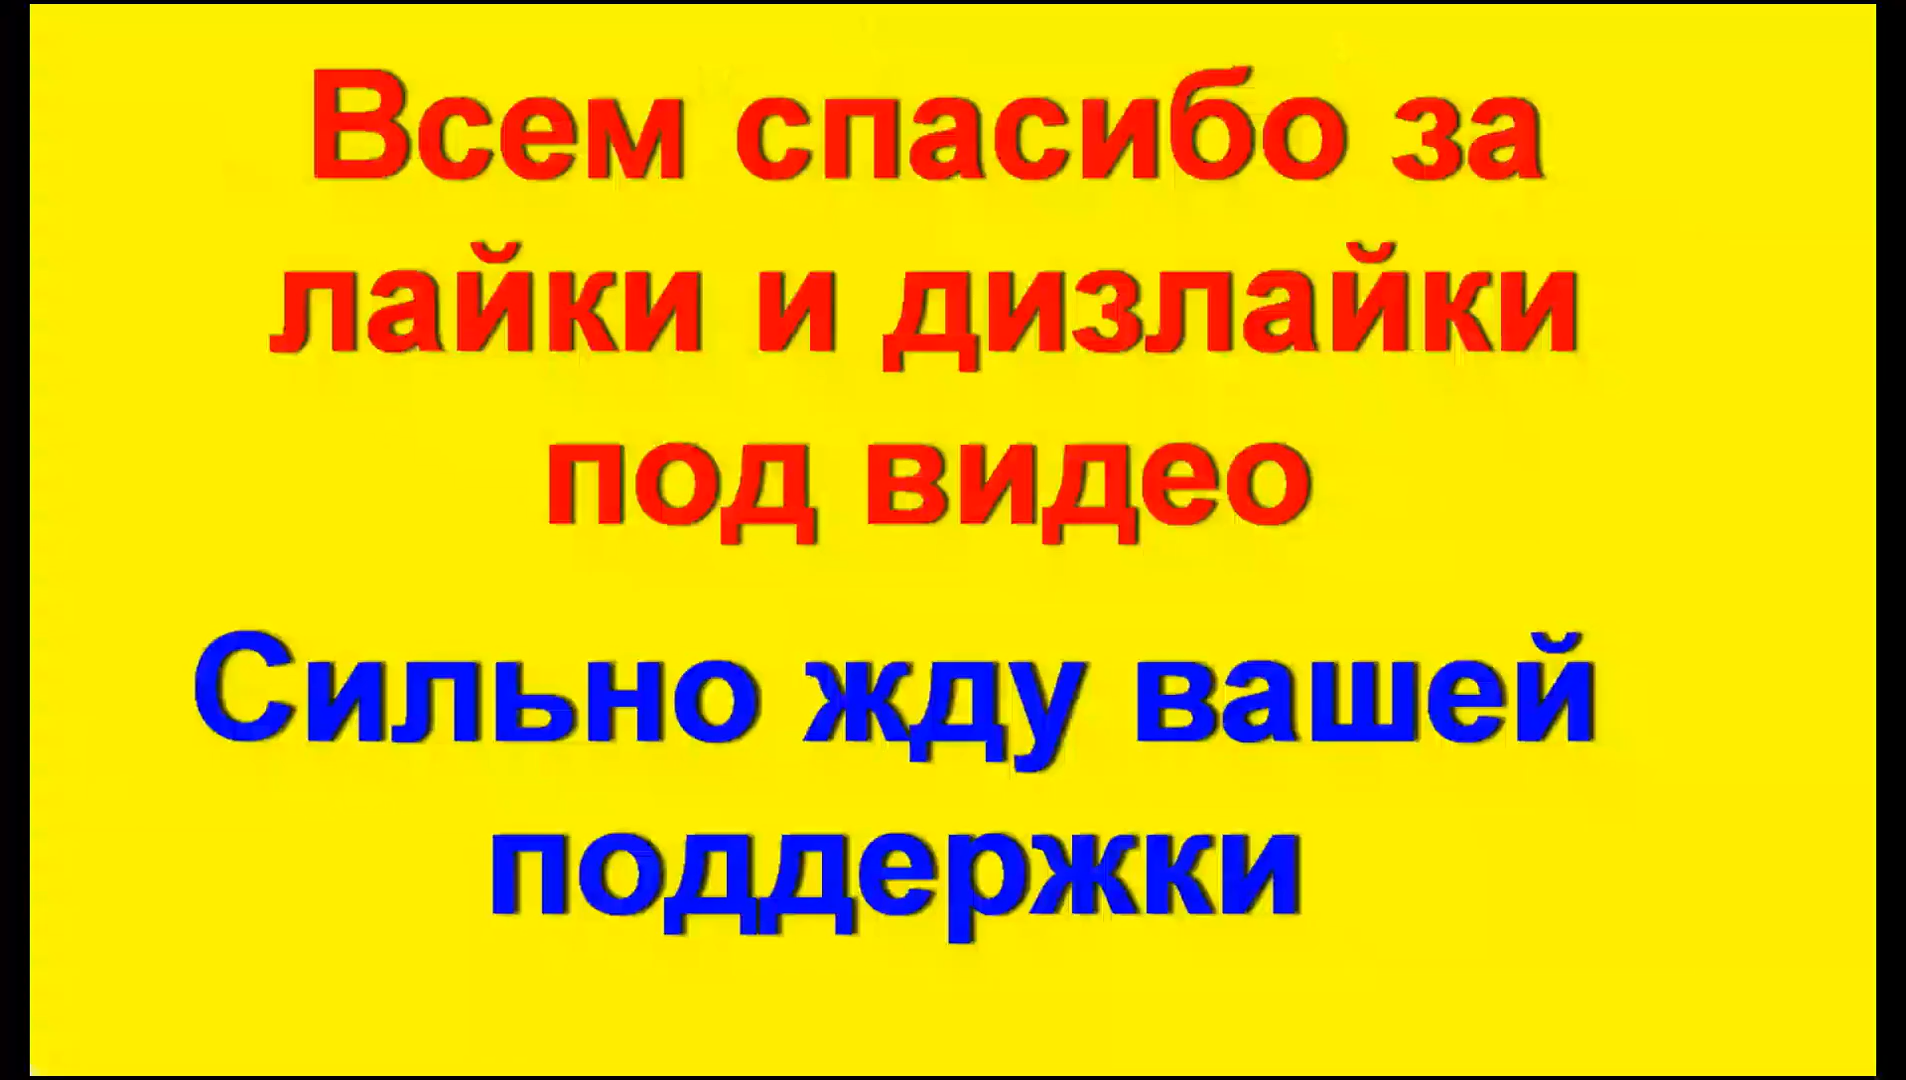 Всем спасибо за
лайки и дизлайки
под видео
Сильно жду вашей
поддержки